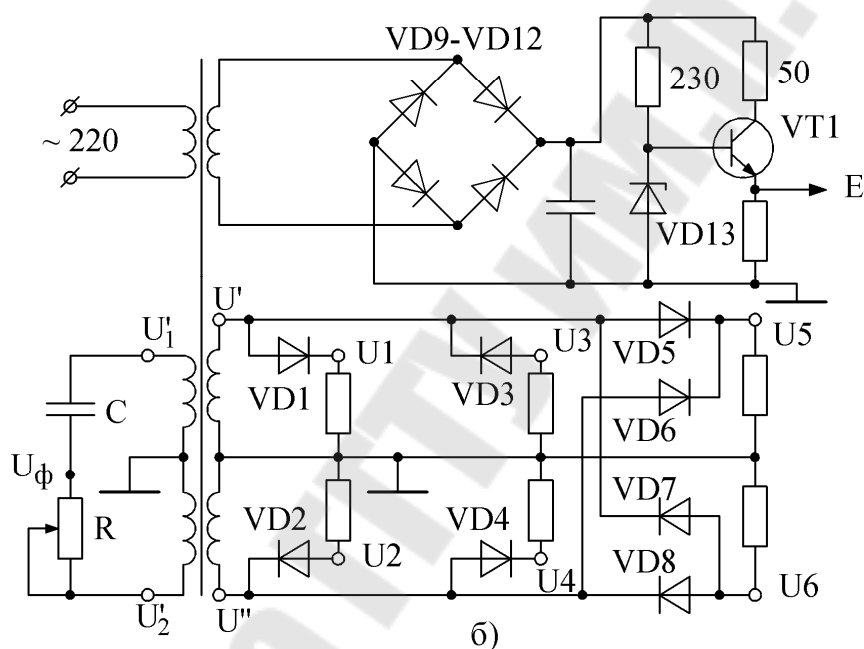 VD9-VD12
230
50
VT1
~ 220
E
VD13
U'
U'1
U1
U3
VD5
U5
VD1
VD3
VD6
C
Uф
VD2
VD4
VD7
R
U2
VD8
U4
U6
U'2
U''
б)